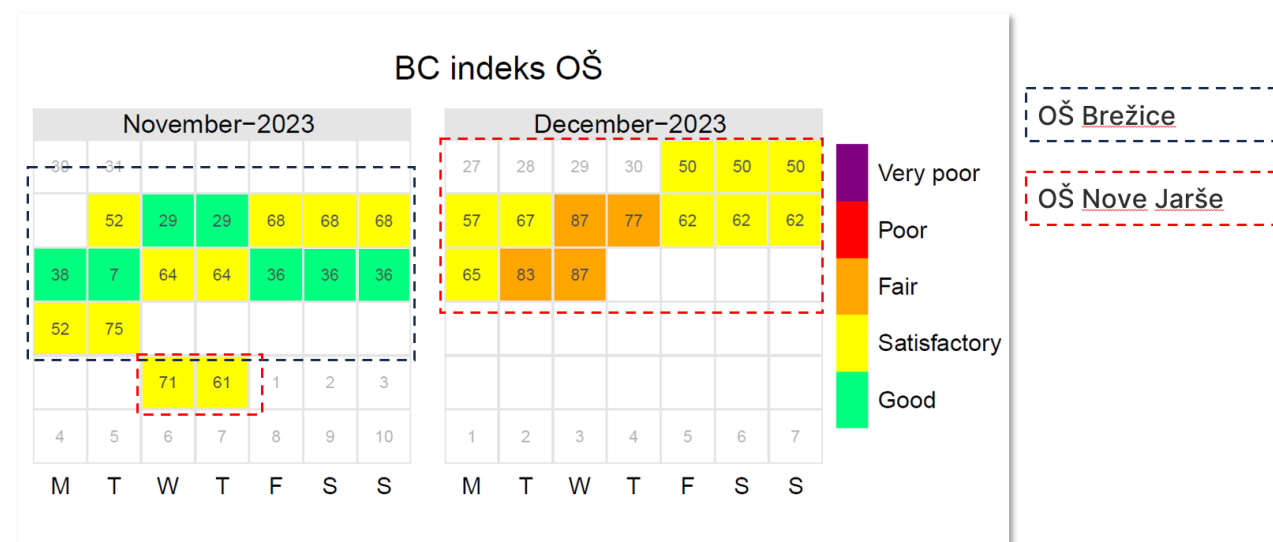 BC indeks OŠ
November−2023
30 31
52 29 29 68 68 68
38 7 64 64 36 36 36
52 75
71 61 1 2 3
4 5 6 7 8 9 10
M T W T F S S
December−2023
27 28 29 30 50 50 50
57 67 87 77 62 62 62
65 83 87
1 2 3 4 5 6 7
M T W T F S S
Very poor
Poor
Fair
Satisfactory
Good
OŠ Brežice
OŠ Nove Jarše